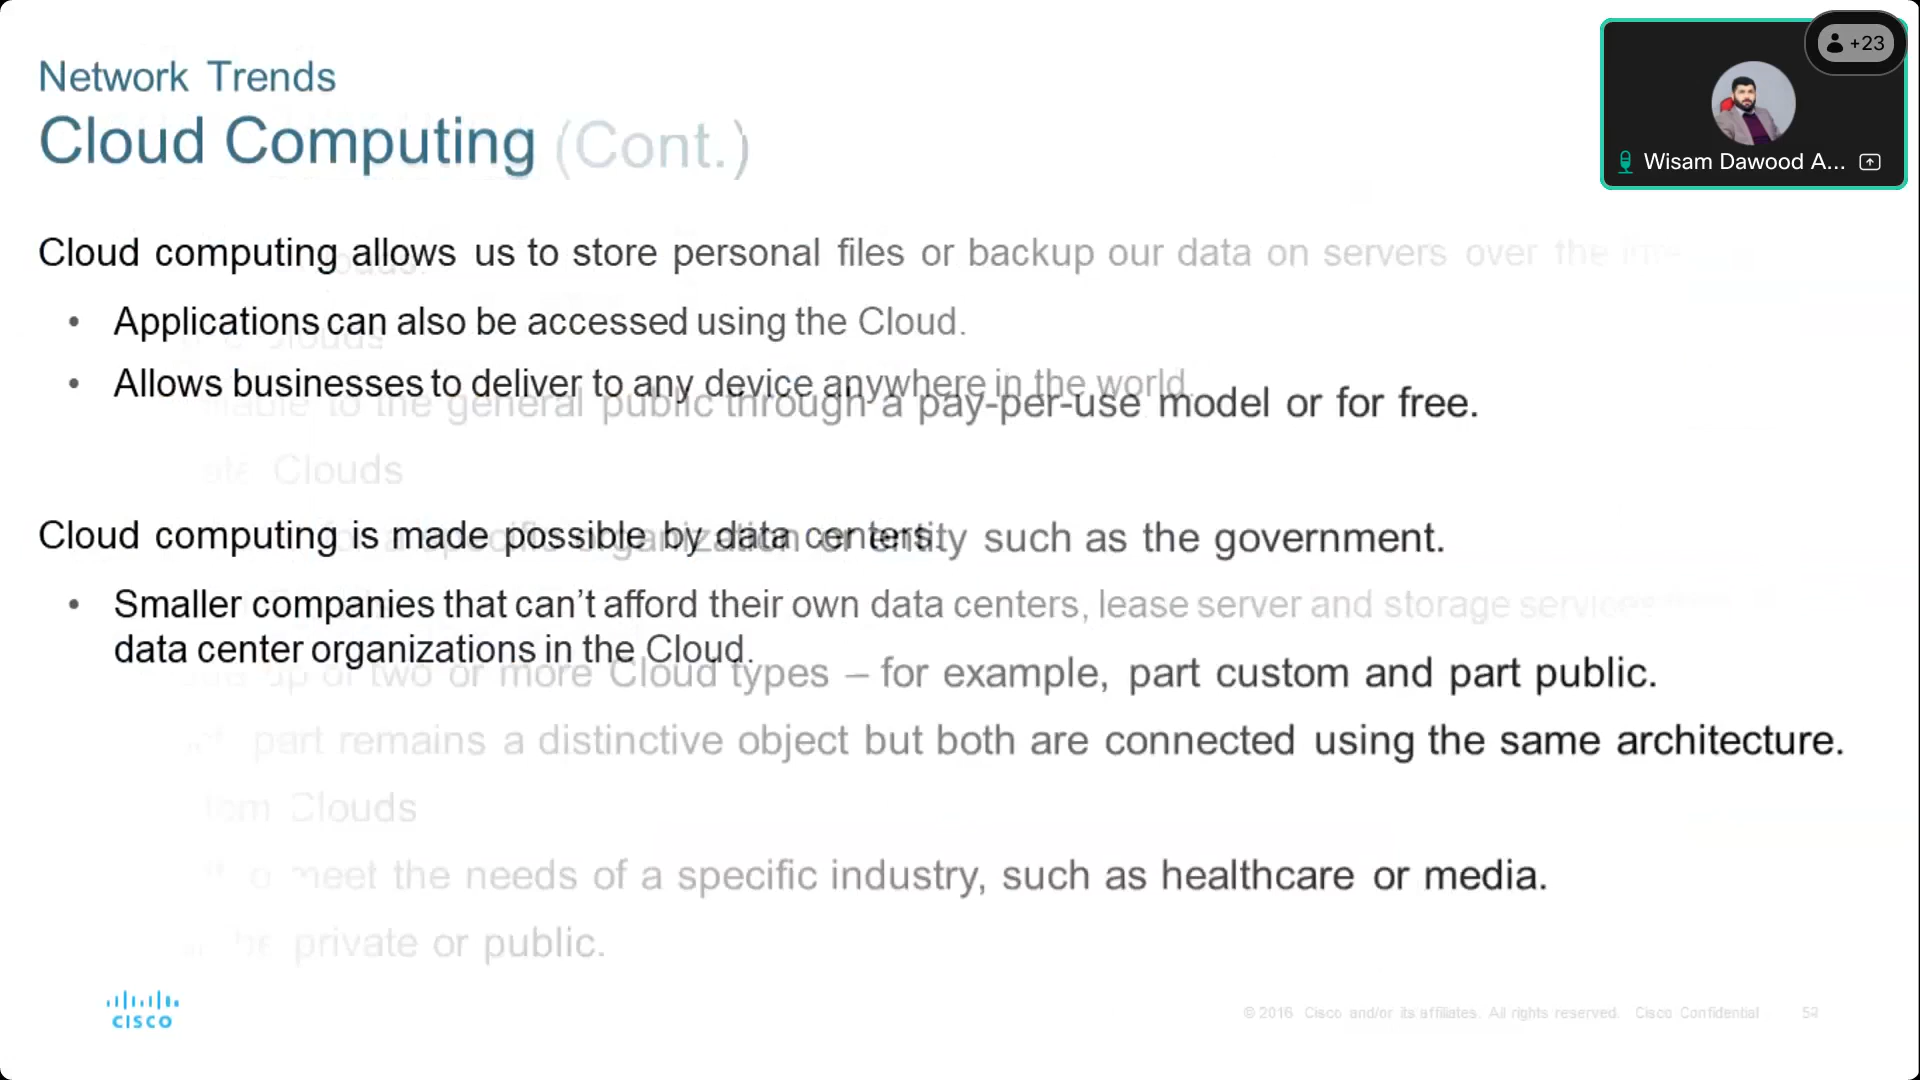 Network Trends
Cloud Computing (Cont.)
+23
Wisam Dawood A...
Cloud computing allows us to store personal files or backup our data on servers over the
Clouds.
Applications can also be accessed using the Cloud.
Clouds
Allows businesses to deliver to any device anywhere in the world
to the general public through a pay-per-use model or for free.
Clouds
Cloud computing is made possible by data centers.
for a specific organization or entity such as the government.
Smaller companies that can’t afford their own data centers, lease server and storage services
data center organizations in the Cloud.
up of two or more Cloud types – for example, part custom and part public.
part remains a distinctive object but both are connected using the same architecture.
Clouds
meet the needs of a specific industry, such as healthcare or media.
be private or public.
CISCO
© 2016 Cisco and/or its affiliates. All rights reserved. Cisco Confidential